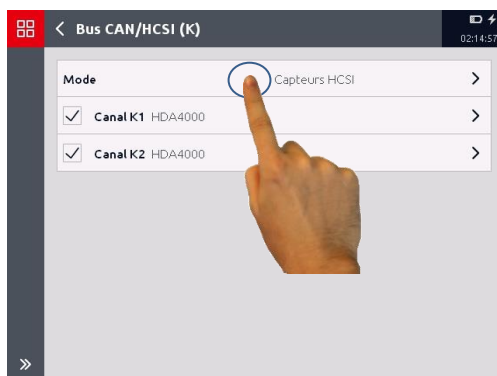 Bus CAN/HCSI (K)
02:14:57
Mode Capteurs HCSI
Canal K1 HDA4000
Canal K2 HDA4000